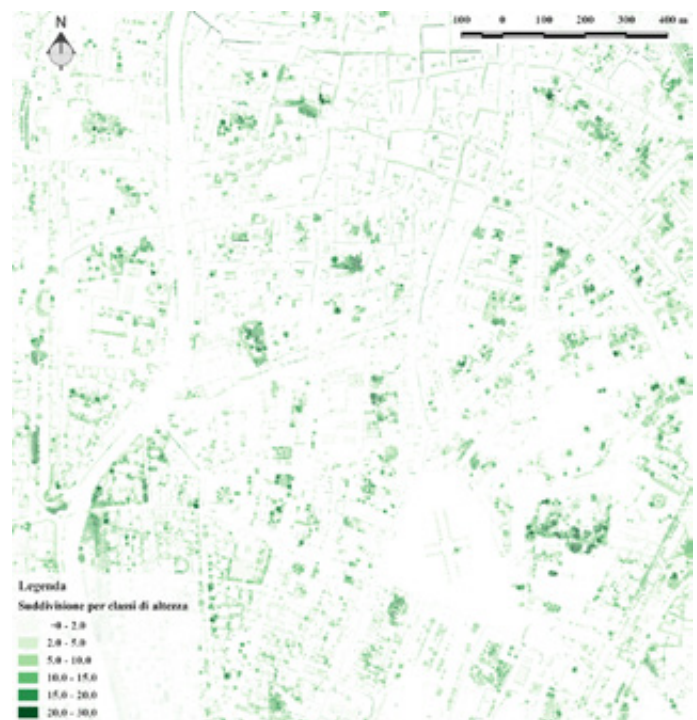 N
100 0 100 200 300 400 m
Legenda
Suddivisione per classi di altezza
~0 - 2.0
2.0 - 5.0
5.0 - 10.0
10.0 - 15.0
15.0 - 20.0
20.0 - 30.0